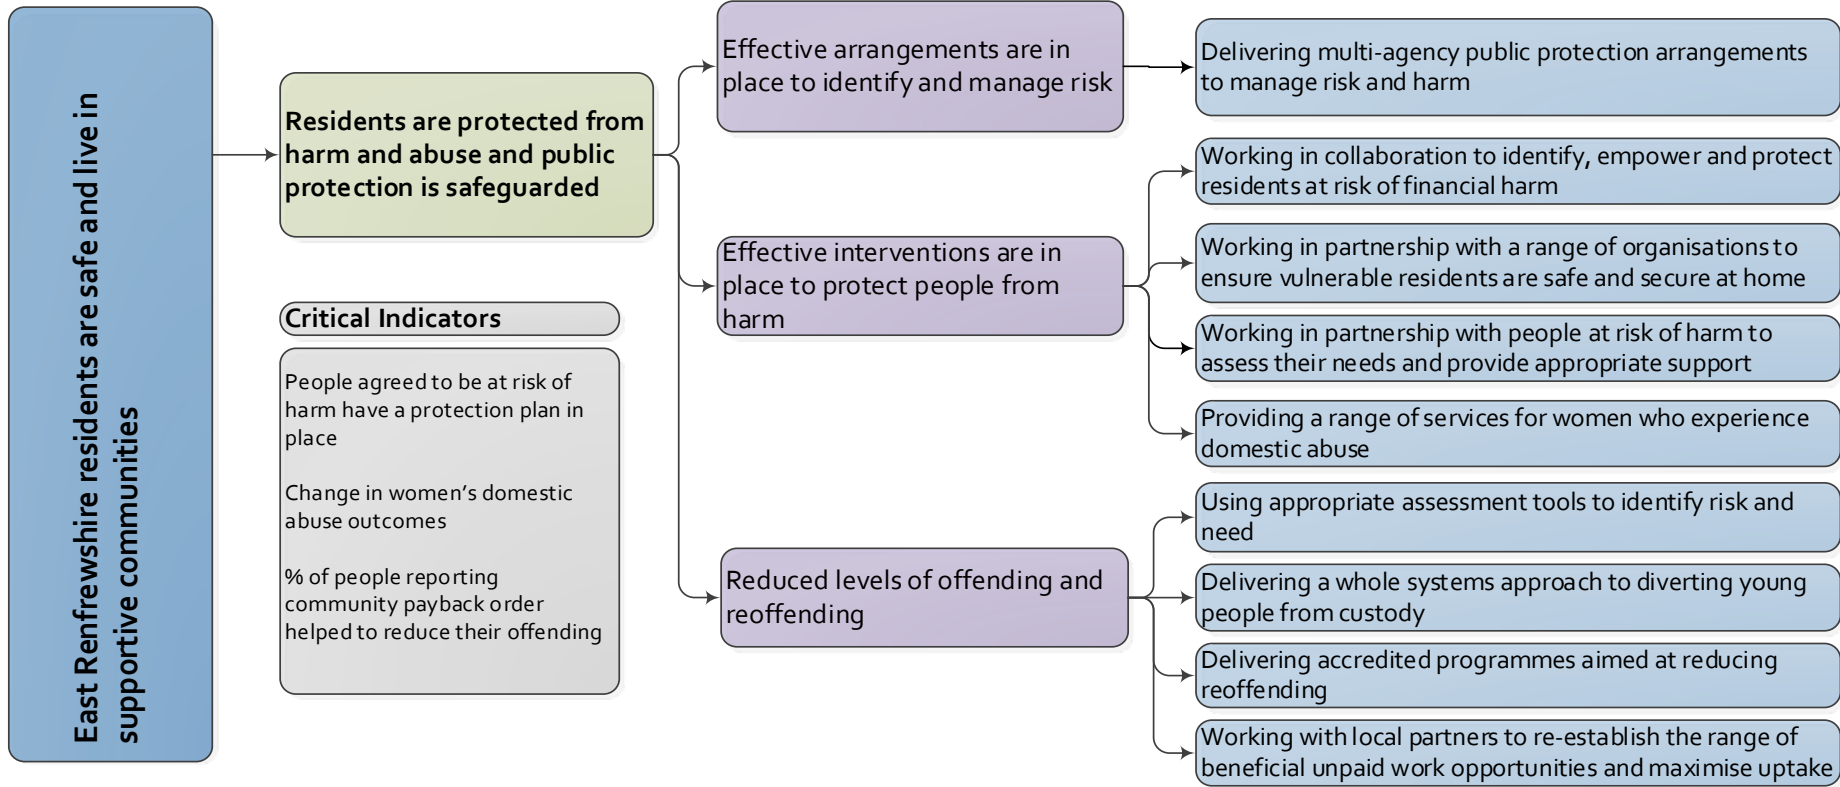 East Renfrewshire residents are safe and live in
supportive communities
Residents are protected from
harm and abuse and public
protection is safeguarded
Critical Indicators
People agreed to be at risk of
harm have a protection plan in
place
Change in women’s domestic
abuse outcomes
% of people reporting
community payback order
helped to reduce their offending
Effective arrangements are in
place to identify and manage risk
Effective interventions are in
place to protect people from
harm
Reduced levels of offending and
reoffending
Delivering multi-agency public protection arrangements
to manage risk and harm
Working in collaboration to identify, empower and protect
residents at risk of financial harm
Working in partnership with a range of organisations to
ensure vulnerable residents are safe and secure at home
Working in partnership with people at risk of harm to
assess their needs and provide appropriate support
Providing a range of services for women who experience
domestic abuse
Using appropriate assessment tools to identify risk and
need
Delivering a whole systems approach to diverting young
people from custody
Delivering accredited programmes aimed at reducing
reoffending
Working with local partners to re-establish the range of
beneficial unpaid work opportunities and maximise uptake